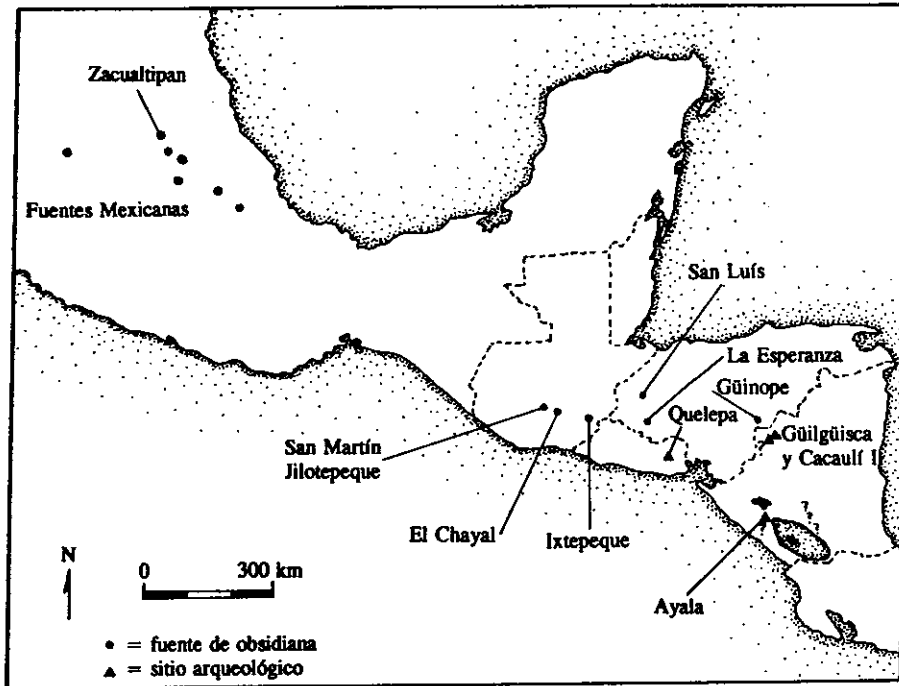 Zacualtipan
Fuentes Mexicanas
San Luís
La Esperanza
Güinope
Quelepa
Güilgüisca
y Cacaulí I
San Martín
Jilotepeque
El Chayal
Ixtepeque
Ayala
N
0 300 km
● = fuente de obsidiana
▲ = sitio arqueológico
? ?
?